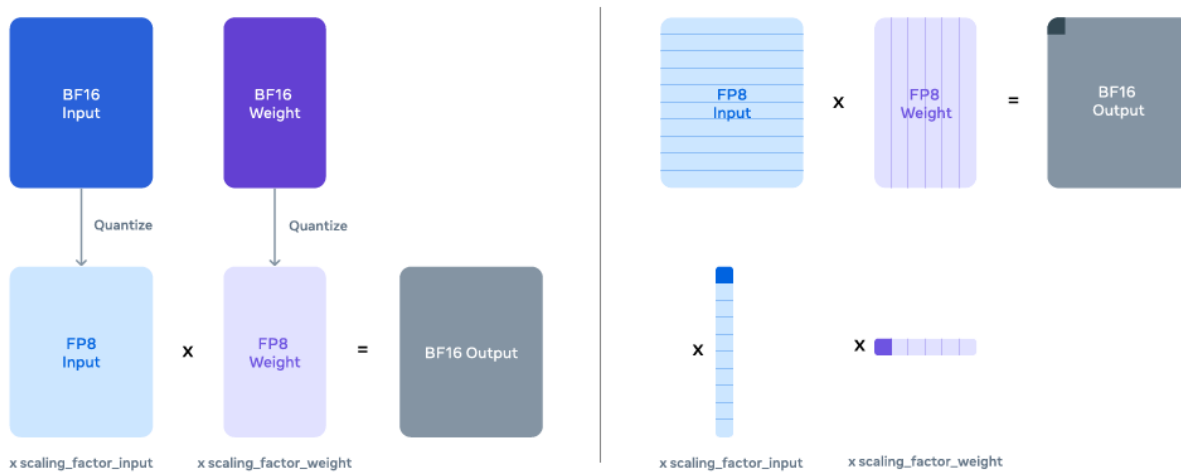 BF16
Input
BF16
Weight
Quantize
Quantize
FP8
Input
x
FP8
Weight
=
BF16 Output
x scaling_factor_input
x scaling_factor_weight
FP8
Input
x
FP8
Weight
=
BF16
Output
x
x
x scaling_factor_input
x scaling_factor_weight